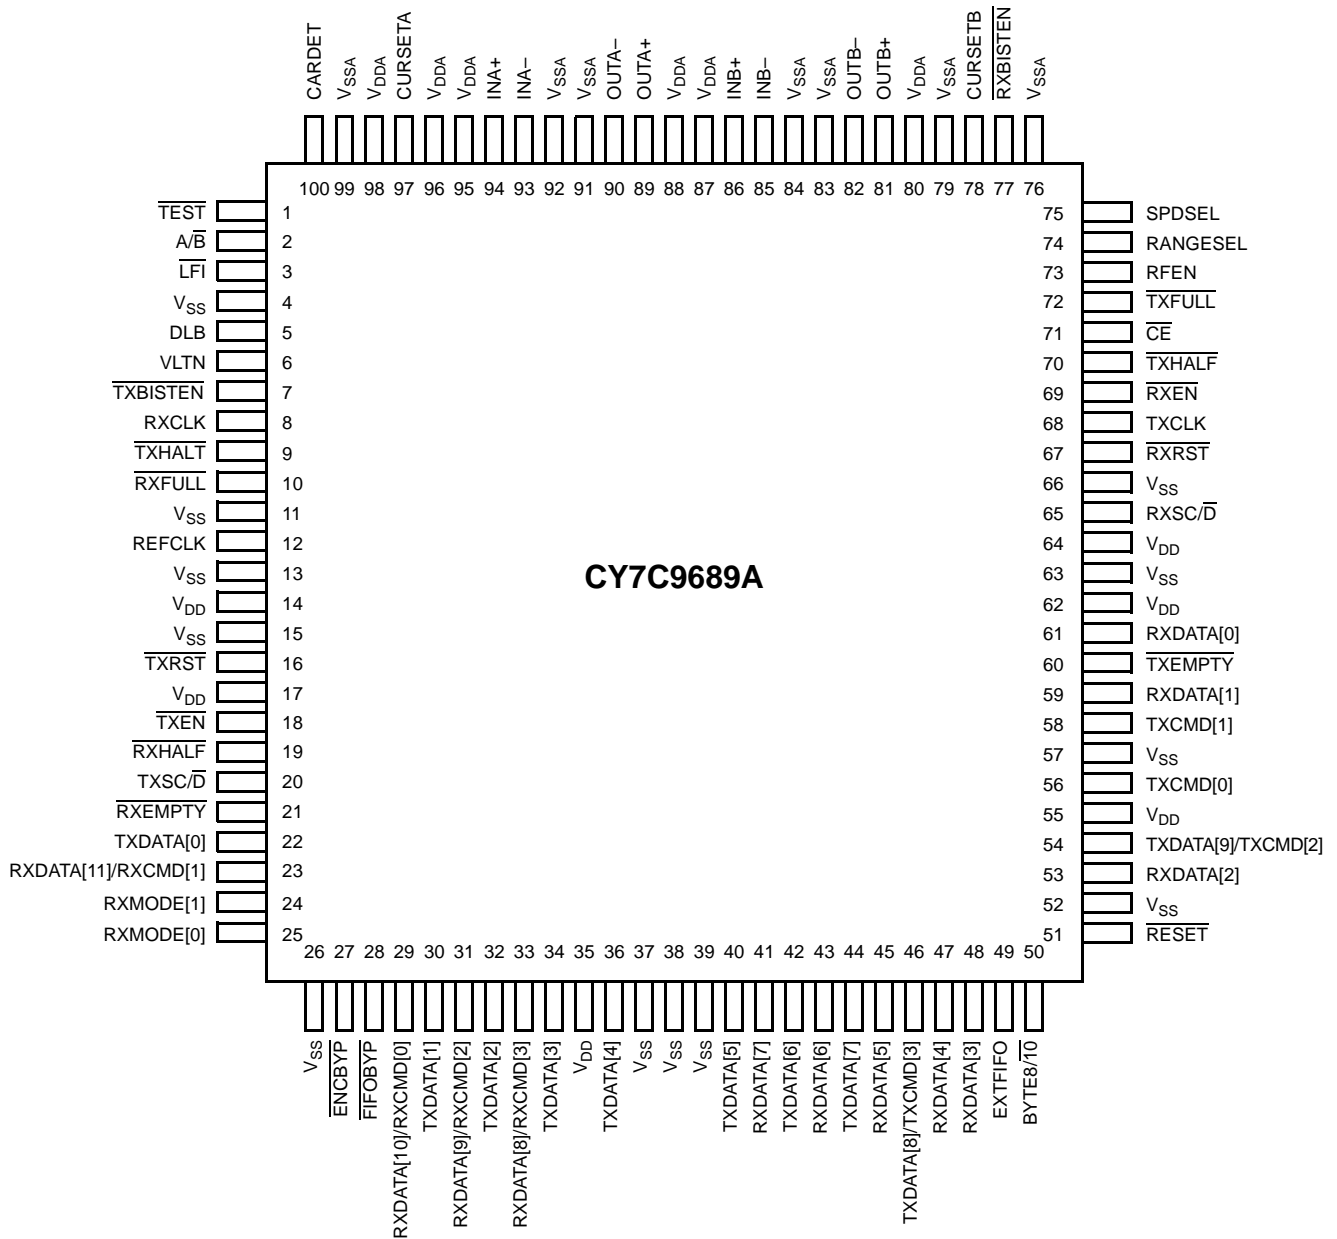 CARDET
VSSA
VDDA
CURSETA
VDDA
VDDA
INA+
INA–
VSSA
VSSA
OUTA–
OUTA+
VDDA
VDDA
INB+
INB–
VSSA
VSSA
OUTB–
OUTB+
VDDA
VSSA
CURSETB
RXBISTEN
VSSA
100 99 98 97 96 95 94 93 92 91 90 89 88 87 86 85 84 83 82 81 80 79 78 77 76
TEST 1
A/B 2
LFI 3
VSS 4
DLB 5
VLTN 6
TXBISTEN 7
RXCLK 8
TXHALT 9
RXFULL 10
VSS 11
REFCLK 12
VSS 13
VDD 14
VSS 15
TXRST 16
VDD 17
TXEN 18
RXHALF 19
TXSC/D 20
RXEMPTY 21
TXDATA[0] 22
RXDATA[11]/RXCMD[1] 23
RXMODE[1] 24
RXMODE[0] 25
CY7C9689A
75 SPDSEL
74 RANGESEL
73 RFEN
72 TXFULL
71 CE
70 TXHALF
69 RXEN
68 TXCLK
67 RXRST
66 VSS
65 RXSC/D
64 VDD
63 VSS
62 VDD
61 RXDATA[0]
60 TXEMPTY
59 RXDATA[1]
58 TXCMD[1]
57 VSS
56 TXCMD[0]
55 VDD
54 TXDATA[9]/TXCMD[2]
53 RXDATA[2]
52 VSS
51 RESET
26 27 28 29 30 31 32 33 34 35 36 37 38 39 40 41 42 43 44 45 46 47 48 49 50
VSS
ENCBYP
FIFOBYP
RXDATA[10]/RXCMD[0]
TXDATA[1]
RXDATA[9]/RXCMD[2]
TXDATA[2]
RXDATA[8]/RXCMD[3]
TXDATA[3]
VDD
TXDATA[4]
VSS
VSS
VSS
TXDATA[5]
RXDATA[7]
TXDATA[6]
RXDATA[6]
TXDATA[7]
RXDATA[5]
TXDATA[8]/TXCMD[3]
RXDATA[4]
RXDATA[3]
EXTFIFO
BYTE8/10